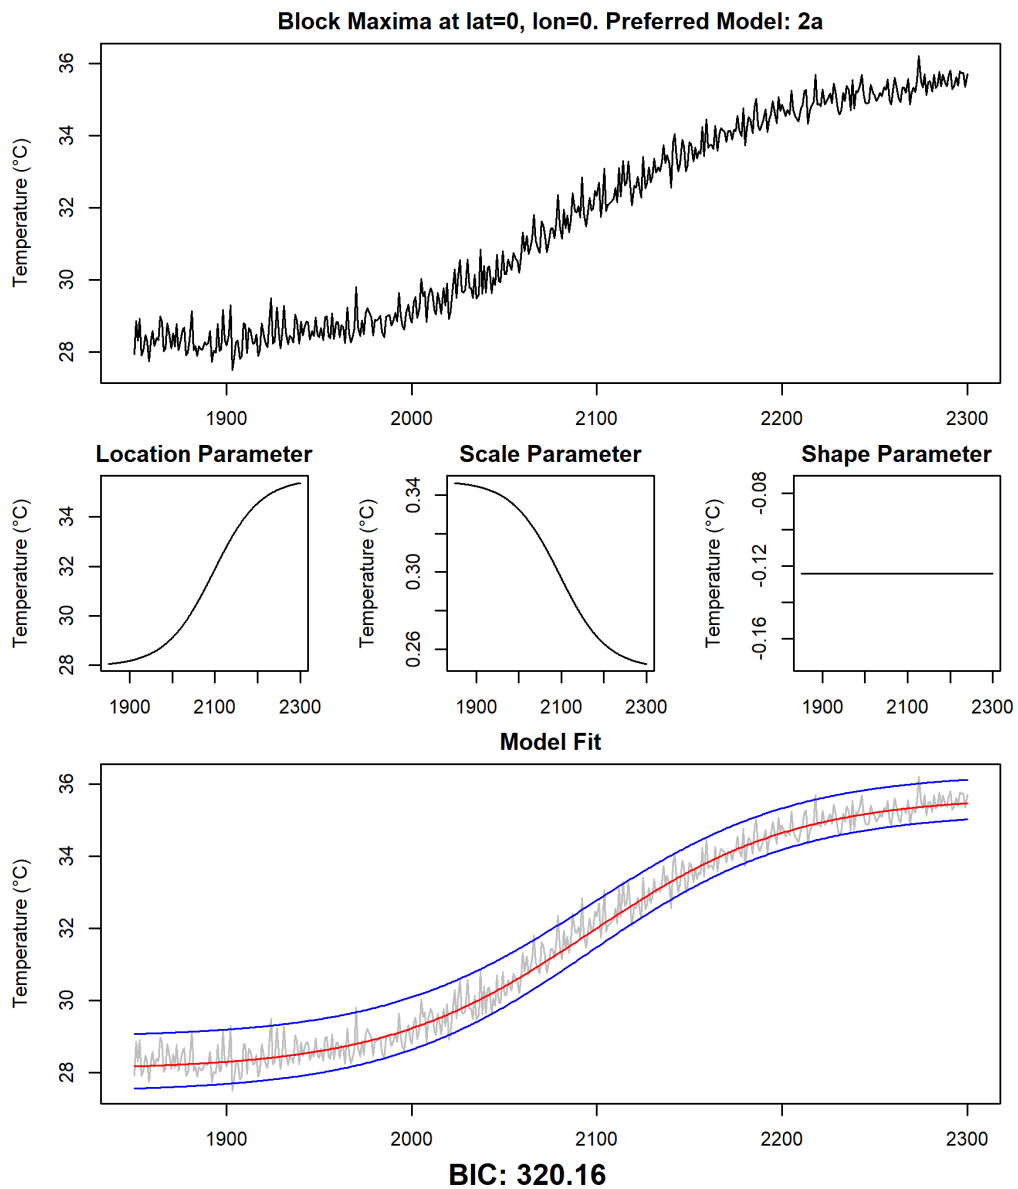 Block Maxima at lat=0, lon=0. Preferred Model: 2a
Temperature (°C)
36
34
32
30
28
1900 2000 2100 2200 2300
Location Parameter
Temperature (°C)
34
32
30
28
1900 2100 2300
Scale Parameter
Temperature (°C)
0.34
0.30
0.26
1900 2100 2300
Shape Parameter
Temperature (°C)
-0.08
-0.12
-0.16
1900 2100 2300
Model Fit
Temperature (°C)
36
34
32
30
28
1900 2000 2100 2200 2300
BIC: 320.16